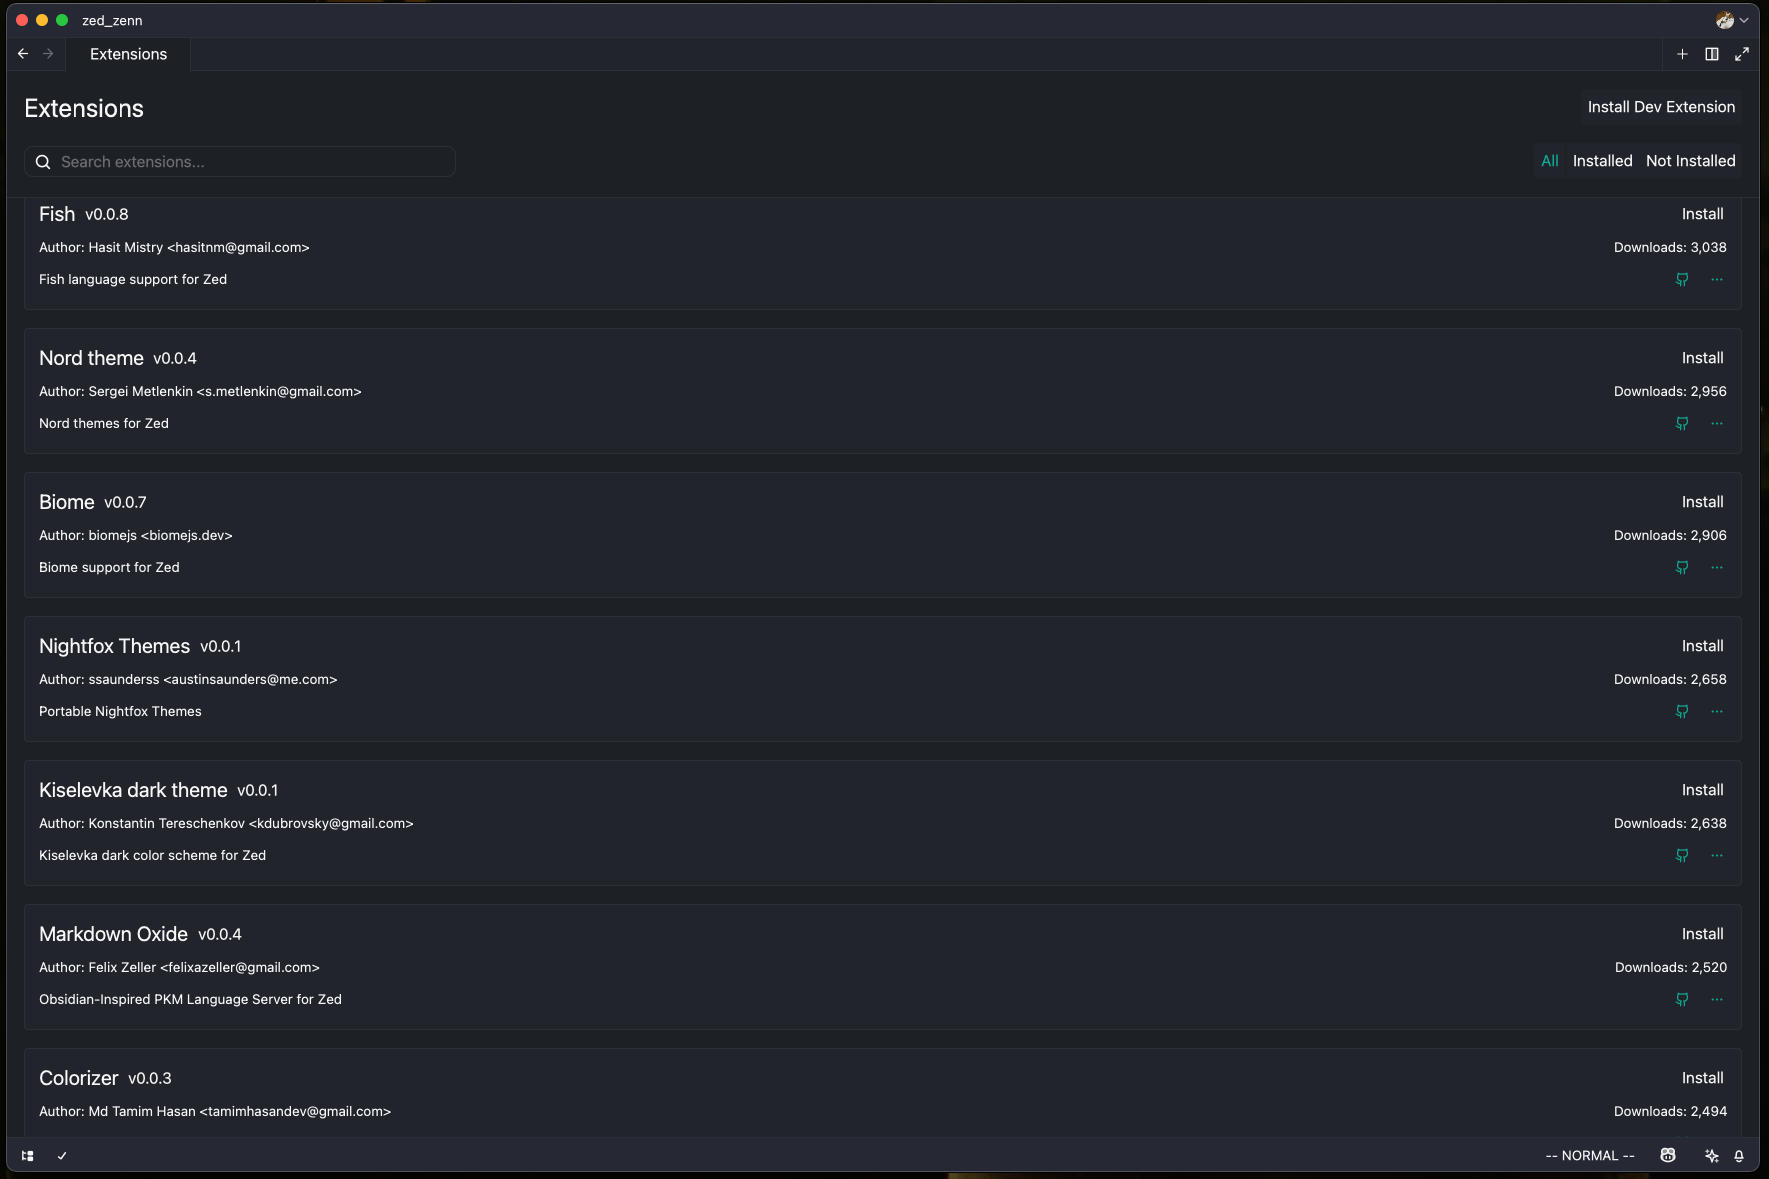 zed_zenn
Extensions
Extensions
Install Dev Extension
Search extensions...
All Installed Not Installed
Fish v0.0.8 Install
Author: Hasit Mistry <hasitnm@gmail.com> Downloads: 3,038
Fish language support for Zed
Nord theme v0.0.4 Install
Author: Sergei Metlenkin <s.metlenkin@gmail.com> Downloads: 2,956
Nord themes for Zed
Biome v0.0.7 Install
Author: biomejs <biomejs.dev> Downloads: 2,906
Biome support for Zed
Nightfox Themes v0.0.1 Install
Author: ssaunderss <austinsaunders@me.com> Downloads: 2,658
Portable Nightfox Themes
Kiselevka dark theme v0.0.1 Install
Author: Konstantin Tereschenkov <kdubrovsky@gmail.com> Downloads: 2,638
Kiselevka dark color scheme for Zed
Markdown Oxide v0.0.4 Install
Author: Felix Zeller <felixazeller@gmail.com> Downloads: 2,520
Obsidian-Inspired PKM Language Server for Zed
Colorizer v0.0.3 Install
Author: Md Tamim Hasan <tamimhasandev@gmail.com> Downloads: 2,494
-- NORMAL --